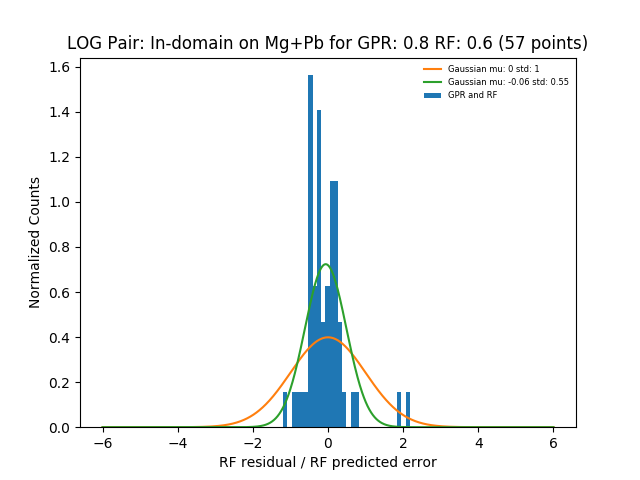 LOG Pair: In-domain on Mg+Pb for GPR: 0.8 RF: 0.6 (57 points)
Gaussian mu: 0 std: 1
Gaussian mu: -0.06 std: 0.55
GPR and RF
Normalized Counts
1.6
1.4
1.2
1.0
0.8
0.6
0.4
0.2
0.0
−6
−4
−2
0
2
4
6
RF residual / RF predicted error